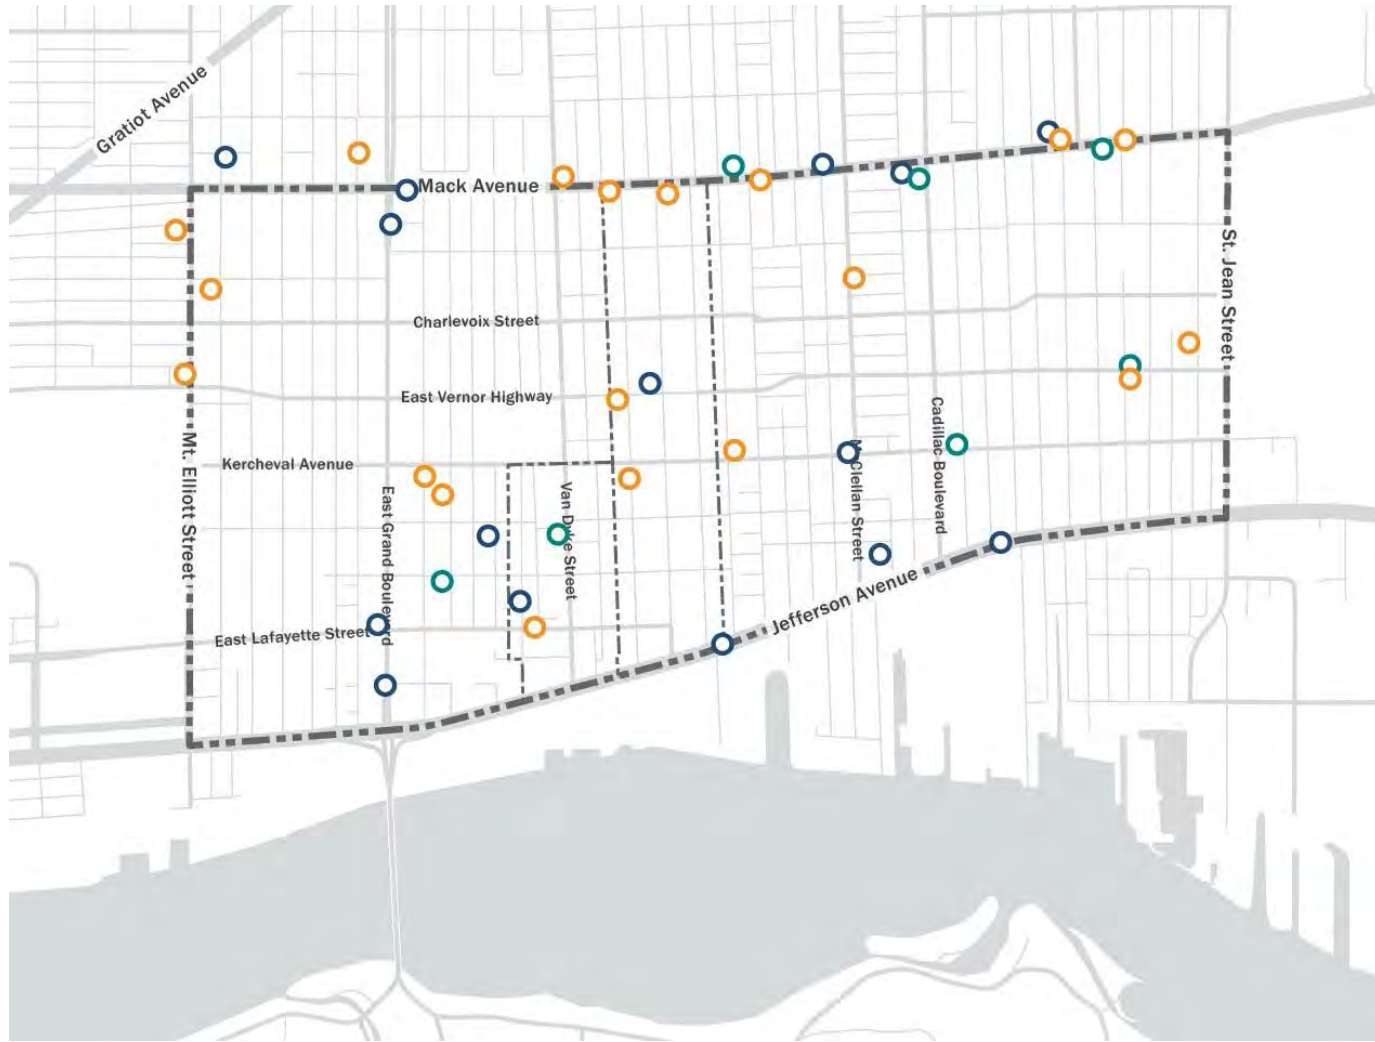 Gratiot Avenue
Mack Avenue
St. Jean Street
Charlevoix Street
East Vernor Highway
Cadillac Boulevard
Kercheval Avenue
Mt. Elliott Street
East Grand Boulevard
Van Dyke Street
McClellan Street
Jefferson Avenue
East Lafayette Street